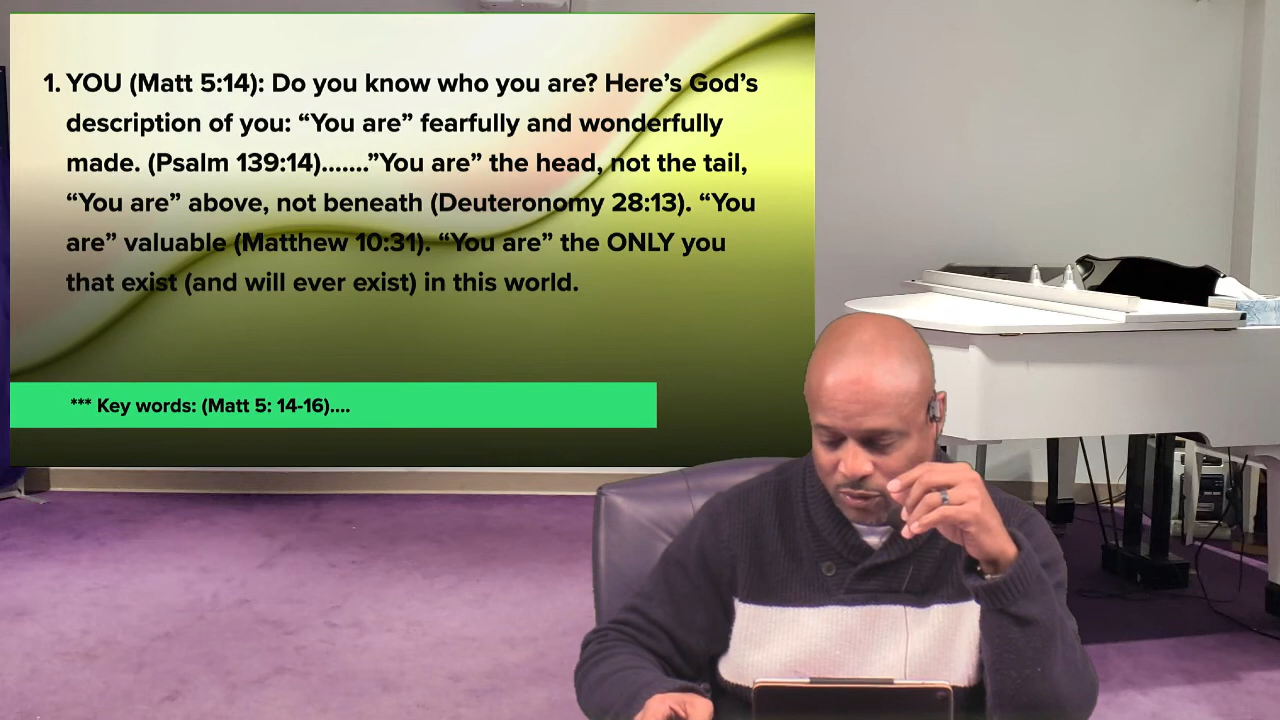 1. YOU (Matt 5:14): Do you know who you are? Here’s God’s
description of you: “You are” fearfully and wonderfully
made. (Psalm 139:14).......”You are” the head, not the tail,
“You are” above, not beneath (Deuteronomy 28:13). “You
are” valuable (Matthew 10:31). “You are” the ONLY you
that exist (and will ever exist) in this world.
*** Key words: (Matt 5: 14-16)....